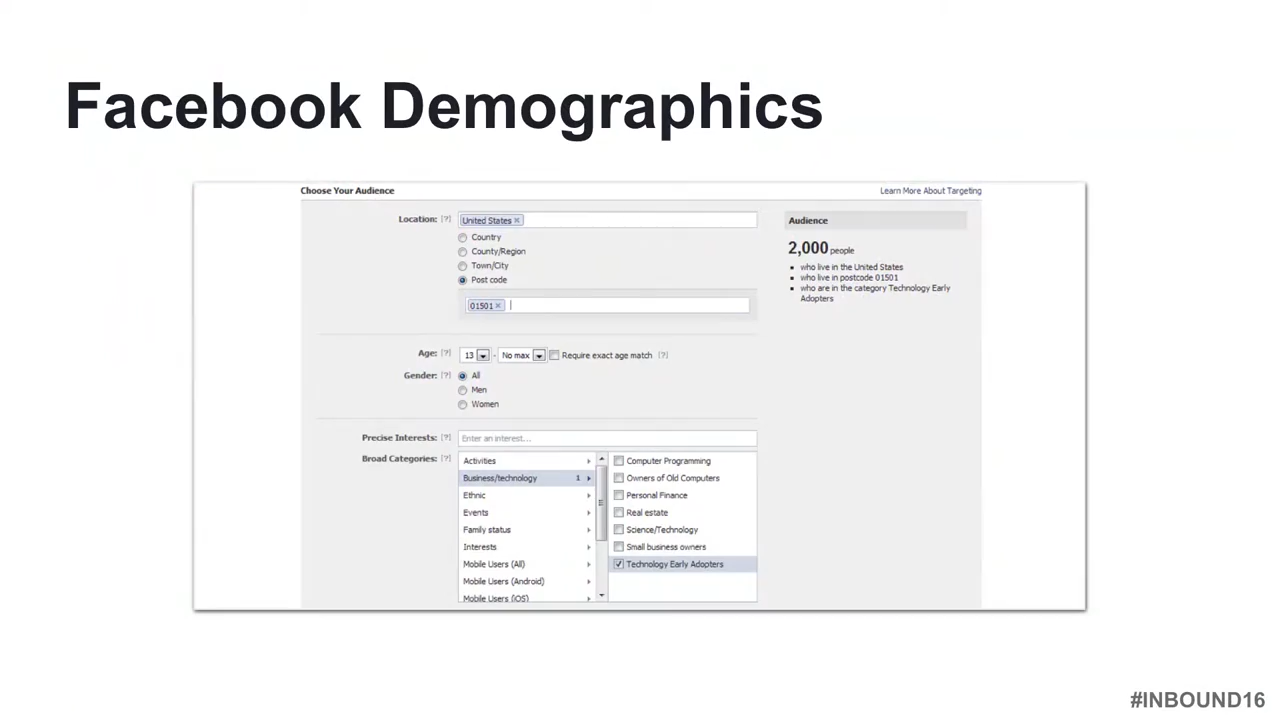 Facebook Demographics
Choose Your Audience
Learn More About Targeting
Location: [?] United States ×
Country
County/Region
Town/City
Post code
01501 ×
Age: [?] 13 - No max Require exact age match [?]
Gender: [?] All
Men
Women
Precise Interests: [?] Enter an interest...
Broad Categories: [?]
Activities
Business/technology 1
Ethnic
Events
Family status
Interests
Mobile Users (All)
Mobile Users (Android)
Mobile Users (iOS)
Computer Programming
Owners of Old Computers
Personal Finance
Real estate
Science/Technology
Small business owners
Technology Early Adopters
Audience
2,000 people
who live in the United States
who live in postcode 01501
who are in the category Technology Early
Adopters
#INBOUND16